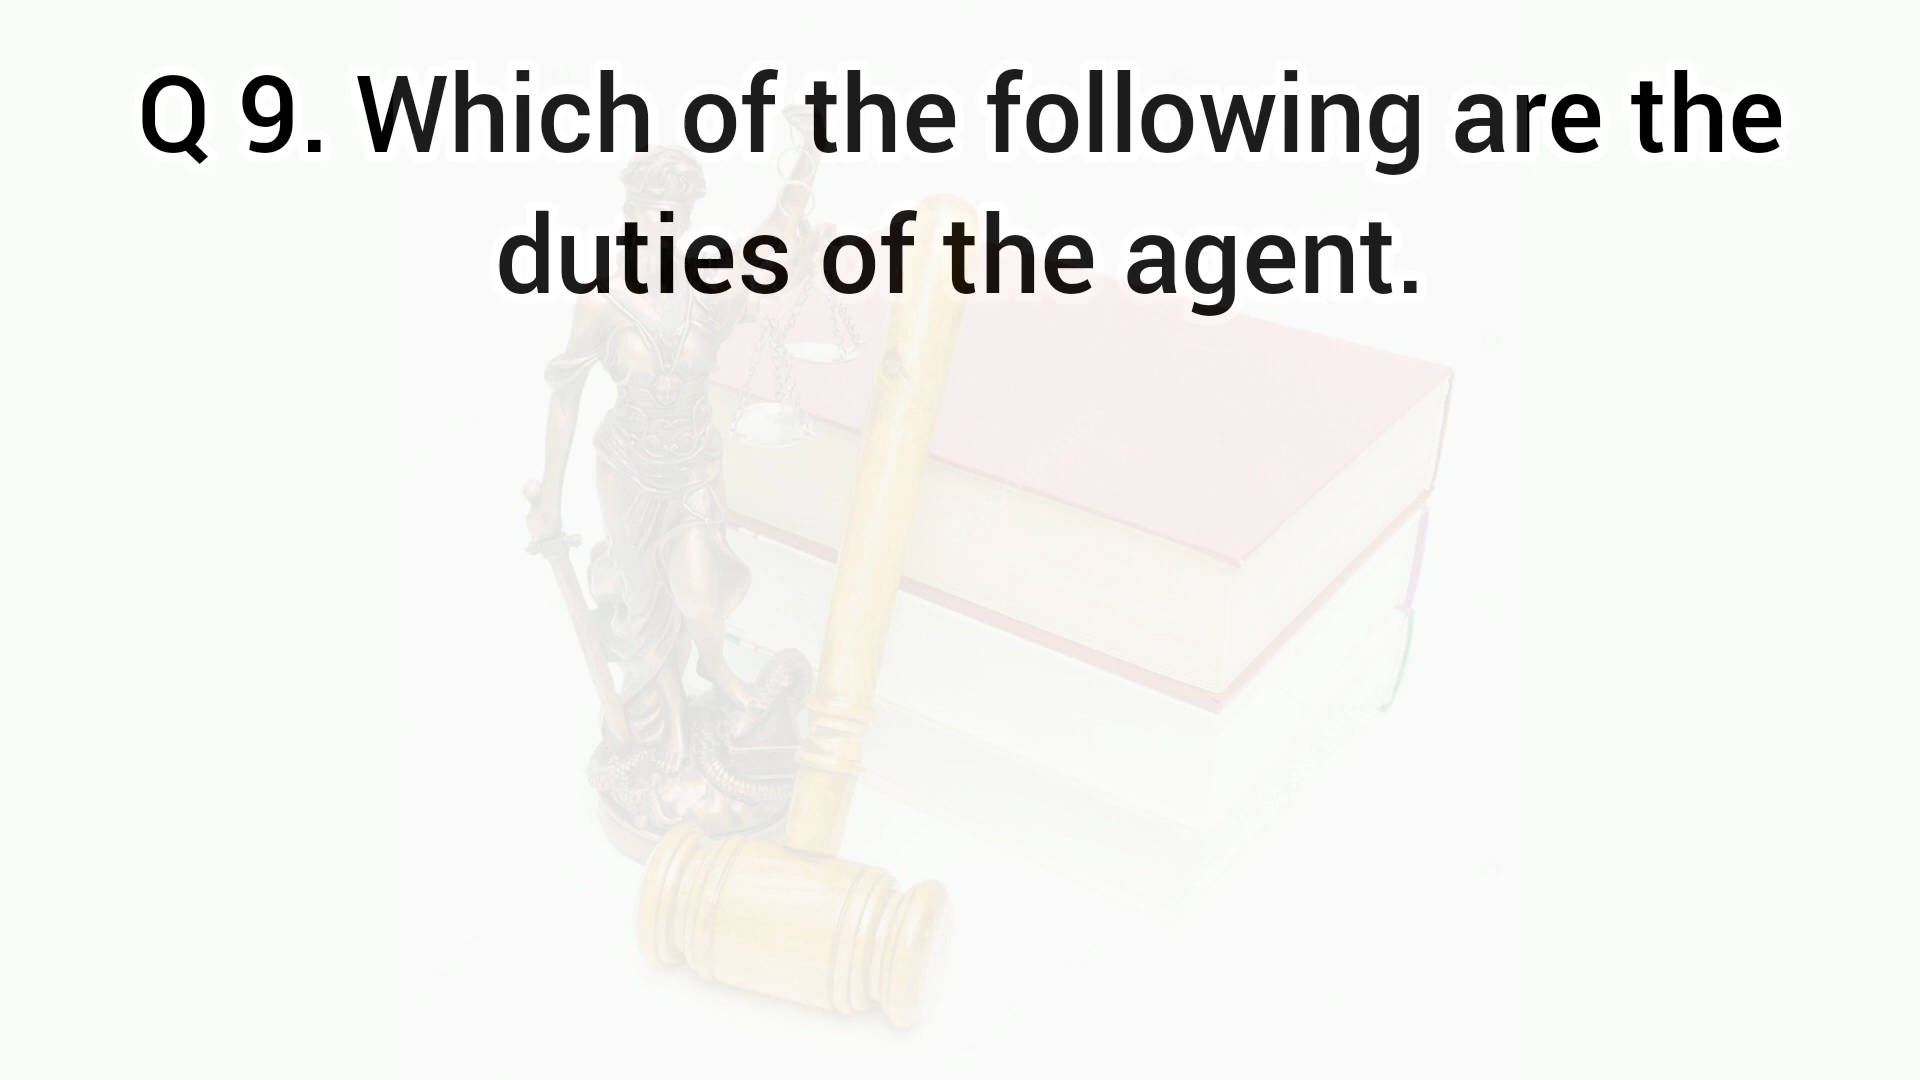 Q 9. Which of the following are the
duties of the agent.